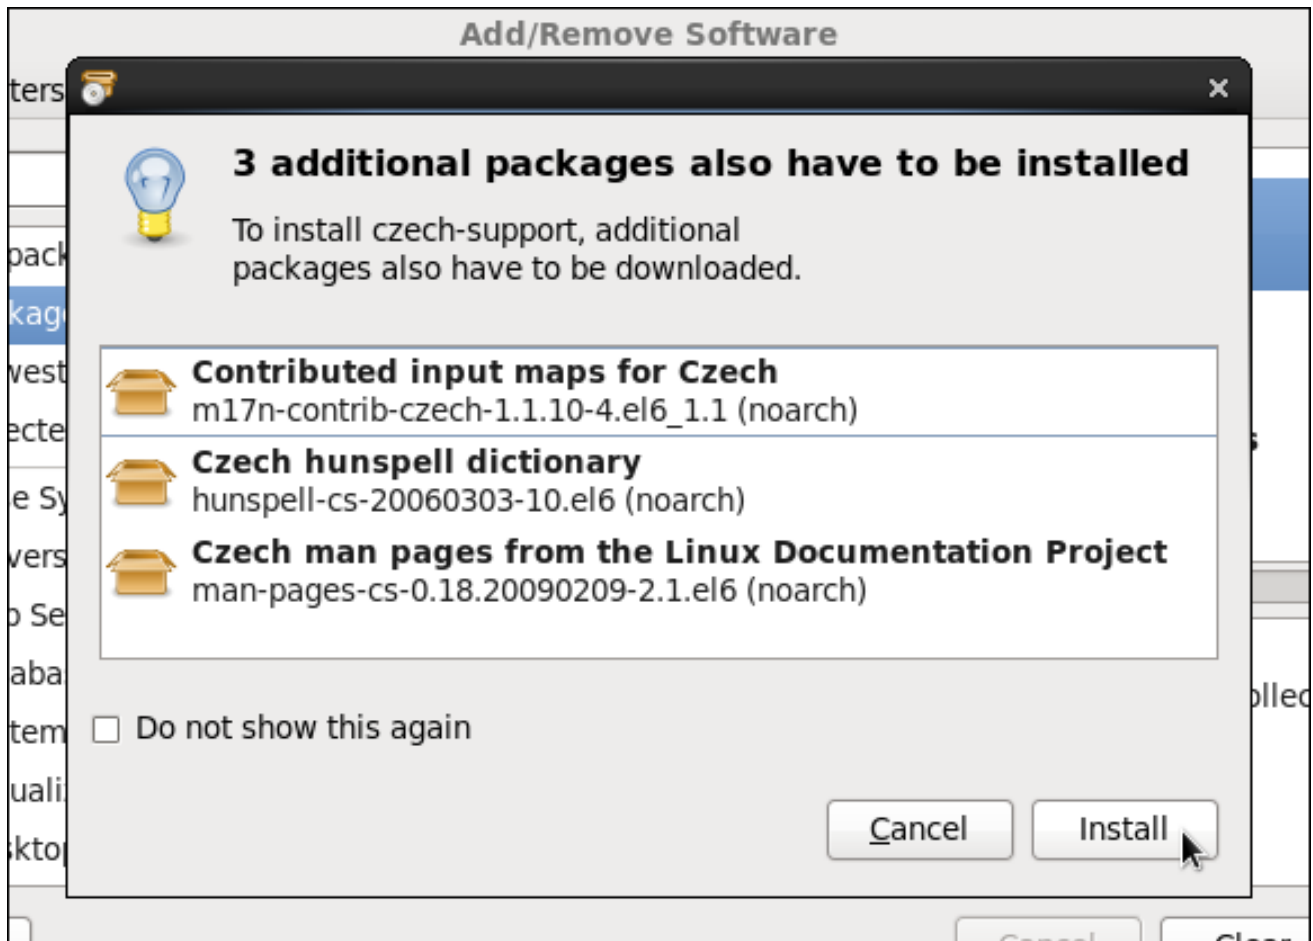 Add/Remove Software
3 additional packages also have to be installed
To install czech-support, additional
packages also have to be downloaded.
Contributed input maps for Czech
m17n-contrib-czech-1.1.10-4.el6_1.1 (noarch)
Czech hunspell dictionary
hunspell-cs-20060303-10.el6 (noarch)
Czech man pages from the Linux Documentation Project
man-pages-cs-0.18.20090209-2.1.el6 (noarch)
Do not show this again
Cancel
Install
Cancel
Clear